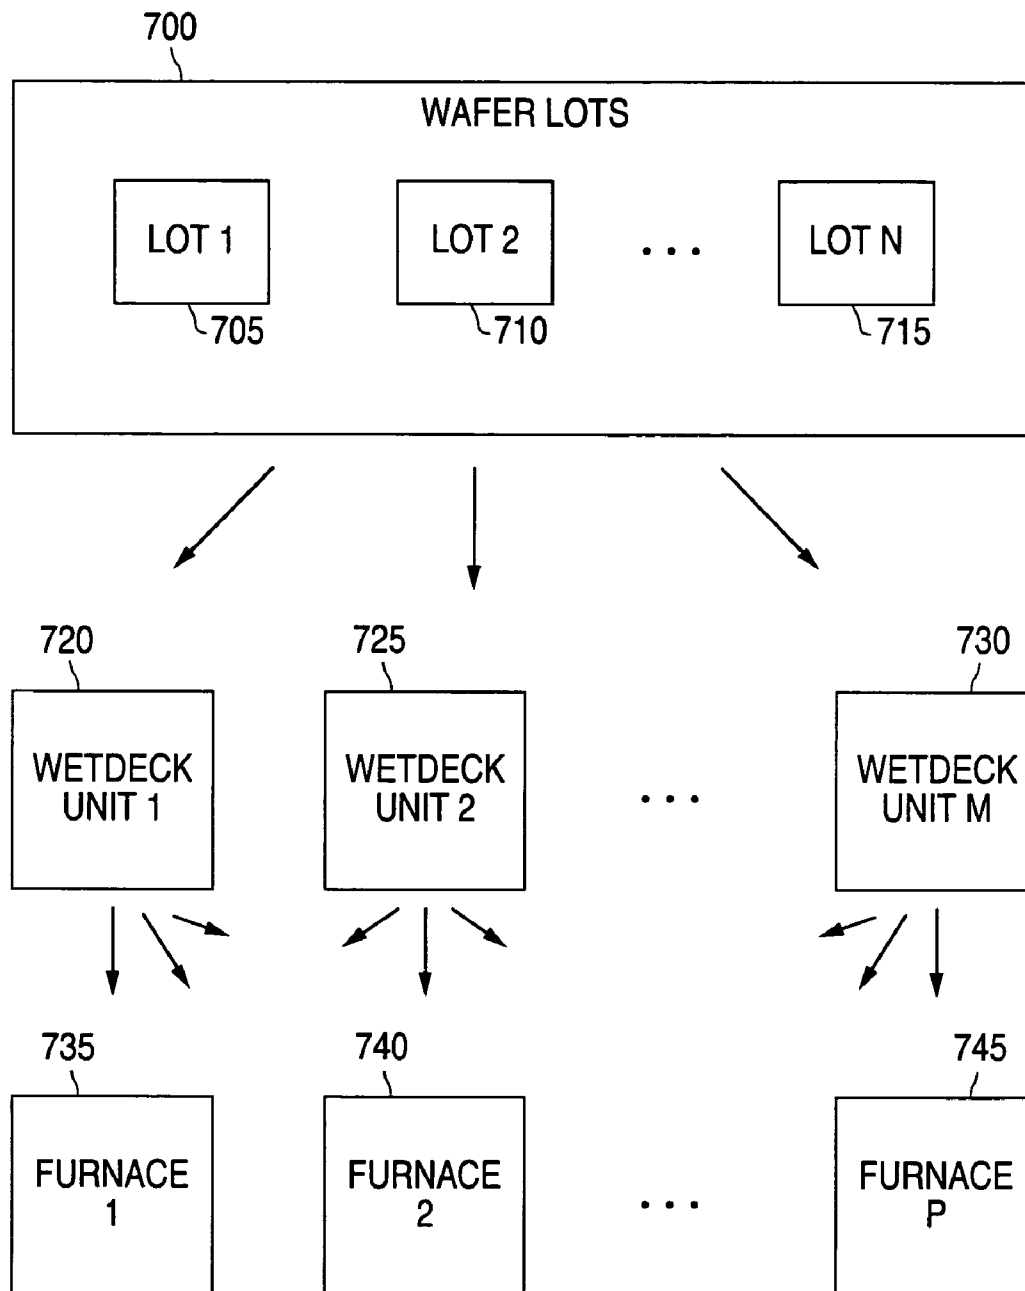 700
WAFER LOTS
LOT 1
LOT 2
...
LOT N
705
710
715
720
725
730
WETDECK
UNIT 1
WETDECK
UNIT 2
...
WETDECK
UNIT M
735
740
745
FURNACE
1
FURNACE
2
...
FURNACE
P